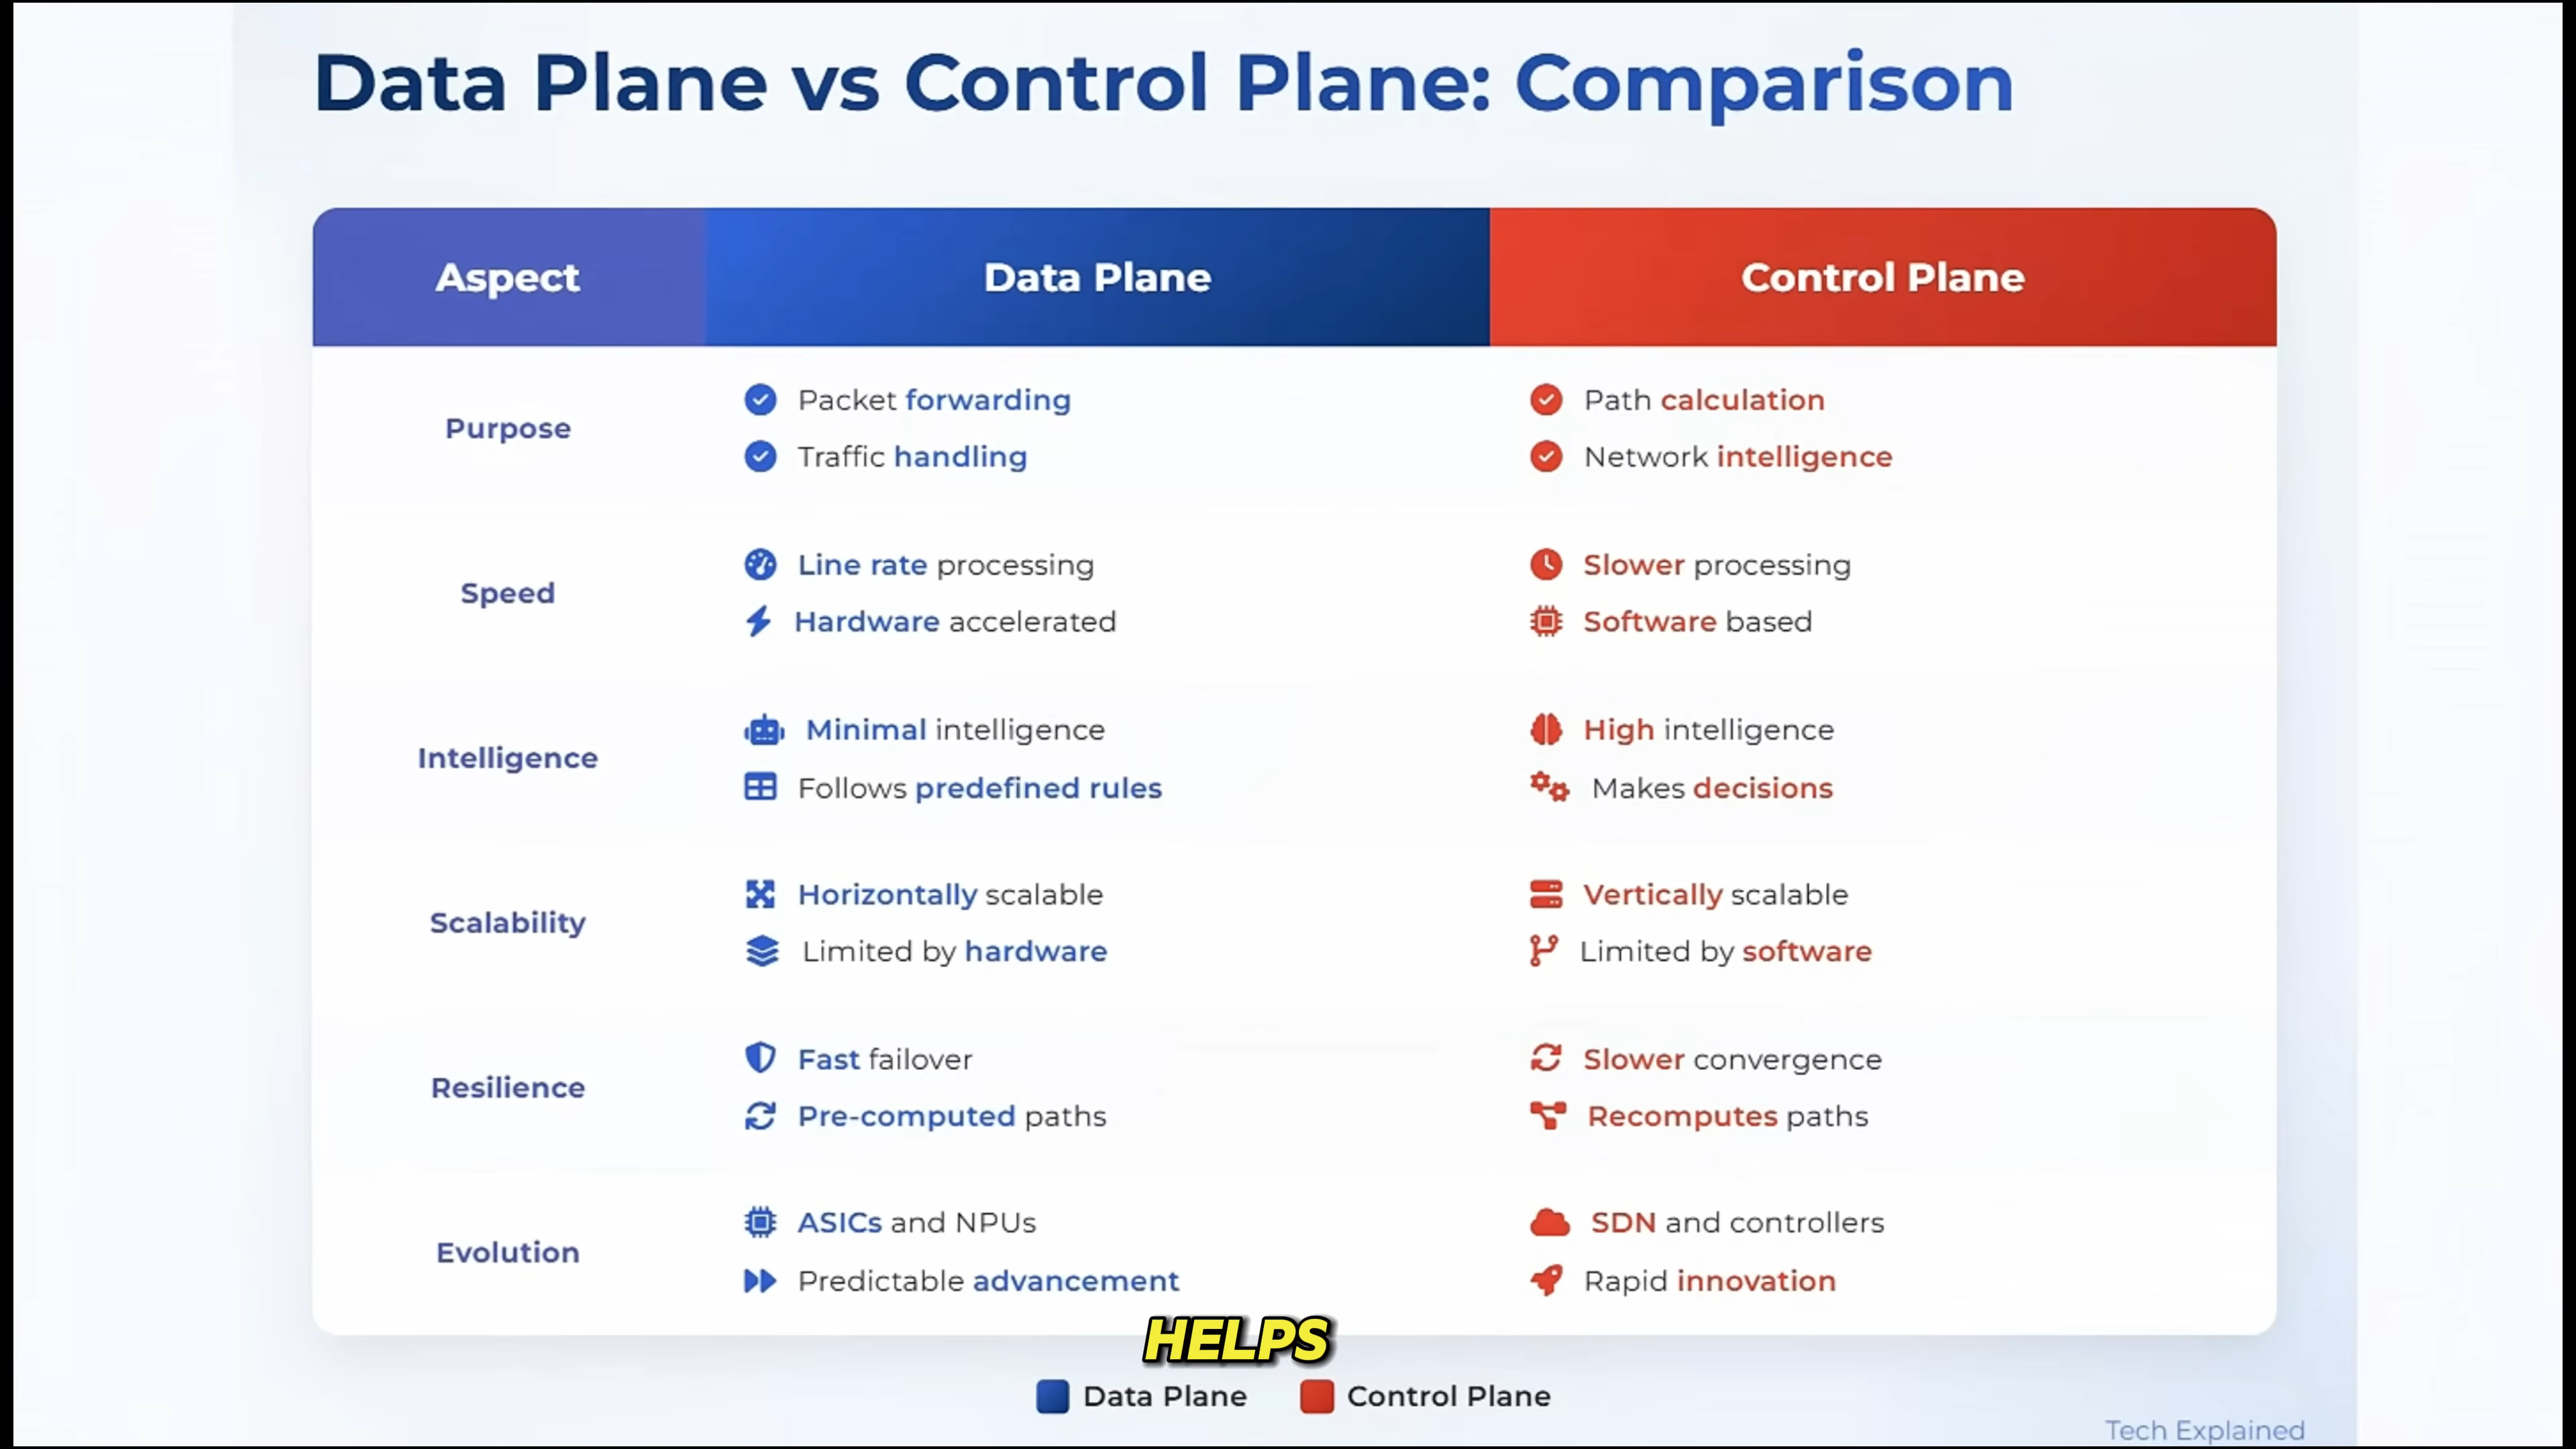 Data Plane vs Control Plane: Comparison
Aspect
Data Plane
Control Plane
Purpose
Packet forwarding
Traffic handling
Path calculation
Network intelligence
Speed
Line rate processing
Hardware accelerated
Slower processing
Software based
Intelligence
Minimal intelligence
Follows predefined rules
High intelligence
Makes decisions
Scalability
Horizontally scalable
Limited by hardware
Vertically scalable
Limited by software
Resilience
Fast failover
Pre-computed paths
Slower convergence
Recomputes paths
Evolution
ASICs and NPUs
Predictable advancement
SDN and controllers
Rapid innovation
HELPS
Data Plane
Control Plane
Tech Explained